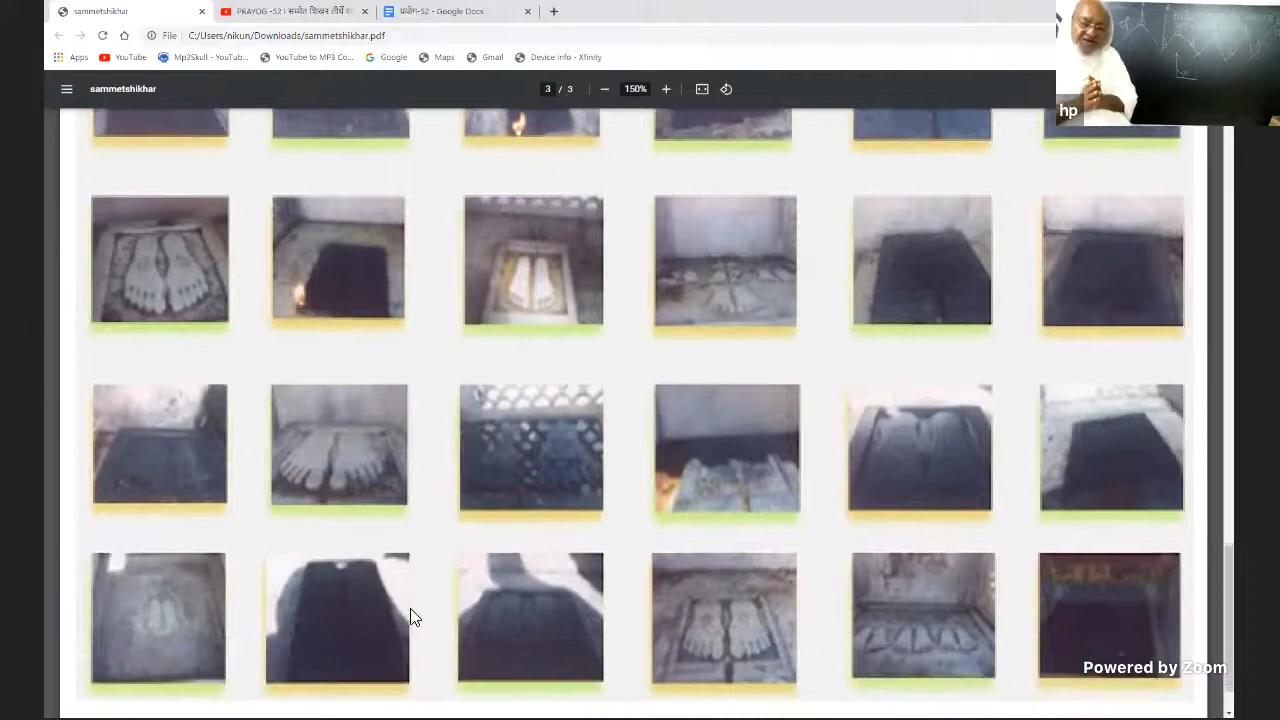 sammetshikhar
PRAYOG -52 । सम्मेत शिखर तीर्थ
प्रयोग-52 - Google Docs
File C:/Users/nikun/Downloads/sammetshikhar.pdf
Apps YouTube Mp3Skull - YouTub... YouTube to MP3 Co... Google Maps Gmail Device Info - Xfinity
sammetshikhar 3 / 3 150%
hp
Powered by Zoom